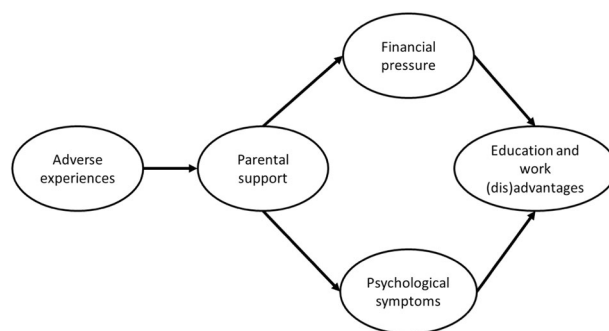 Financial
pressure
Adverse
experiences
Parental
support
Education and
work
(dis)advantages
Psychological
symptoms